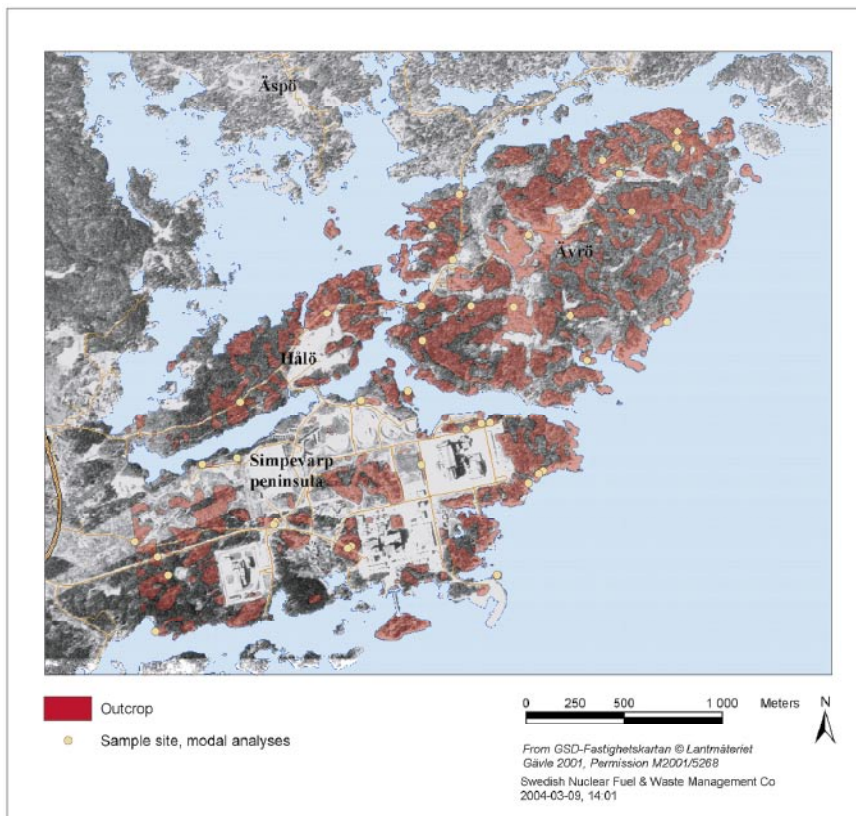 Äspö
Ävrö
Hålö
Simpevarp
peninsula
Outcrop
Sample site, modal analyses
0 250 500 1 000 Meters
N
From GSD-Fastighetskartan © Lantmäteriet
Gävle 2001, Permission M2001/5268
Swedish Nuclear Fuel & Waste Management Co
2004-03-09, 14:01